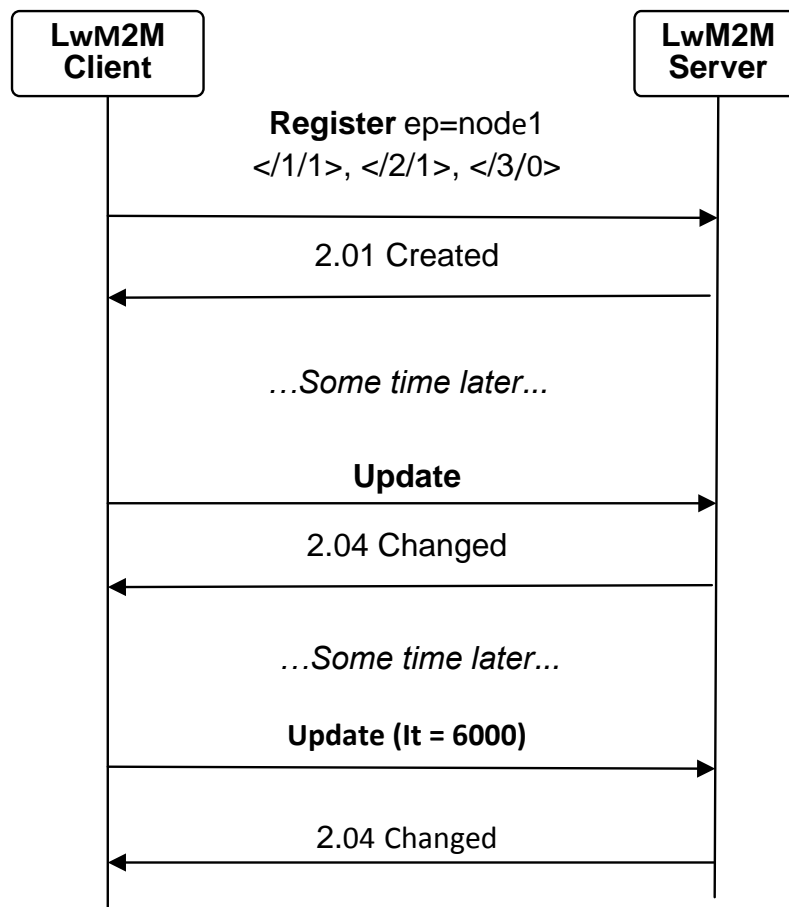 LwM2M
Client
LwM2M
Server
Register ep=node1
</1/1>, </2/1>, </3/0>
2.01 Created
…Some time later...
Update
2.04 Changed
…Some time later...
Update (lt = 6000)
2.04 Changed